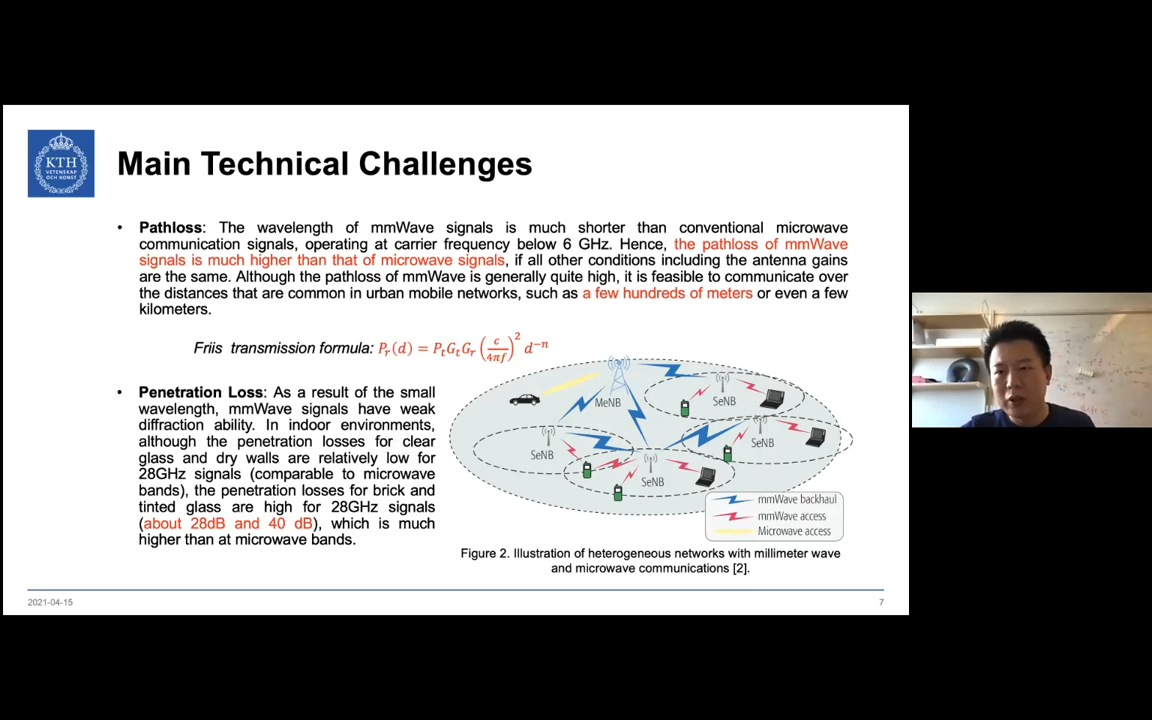 KTH
VETENSKAP
OCH KONST
Main Technical Challenges
• Pathloss: The wavelength of mmWave signals is much shorter than conventional microwave
communication signals, operating at carrier frequency below 6 GHz. Hence, the pathloss of mmWave
signals is much higher than that of microwave signals, if all other conditions including the antenna gains
are the same. Although the pathloss of mmWave is generally quite high, it is feasible to communicate over
the distances that are common in urban mobile networks, such as a few hundreds of meters or even a few
kilometers.
Friis transmission formula: P_r(d) = P_tG_tG_r(c/4πf)^2 d^−n
• Penetration Loss: As a result of the small
wavelength, mmWave signals have weak
diffraction ability. In indoor environments,
although the penetration losses for clear
glass and dry walls are relatively low for
28GHz signals (comparable to microwave
bands), the penetration losses for brick and
tinted glass are high for 28GHz signals
(about 28dB and 40 dB), which is much
higher than at microwave bands.
MeNB
SeNB
SeNB
SeNB
SeNB
mmWave backhaul
mmWave access
Microwave access
Figure 2. Illustration of heterogeneous networks with millimeter wave
and microwave communications [2].
2021-04-15
7